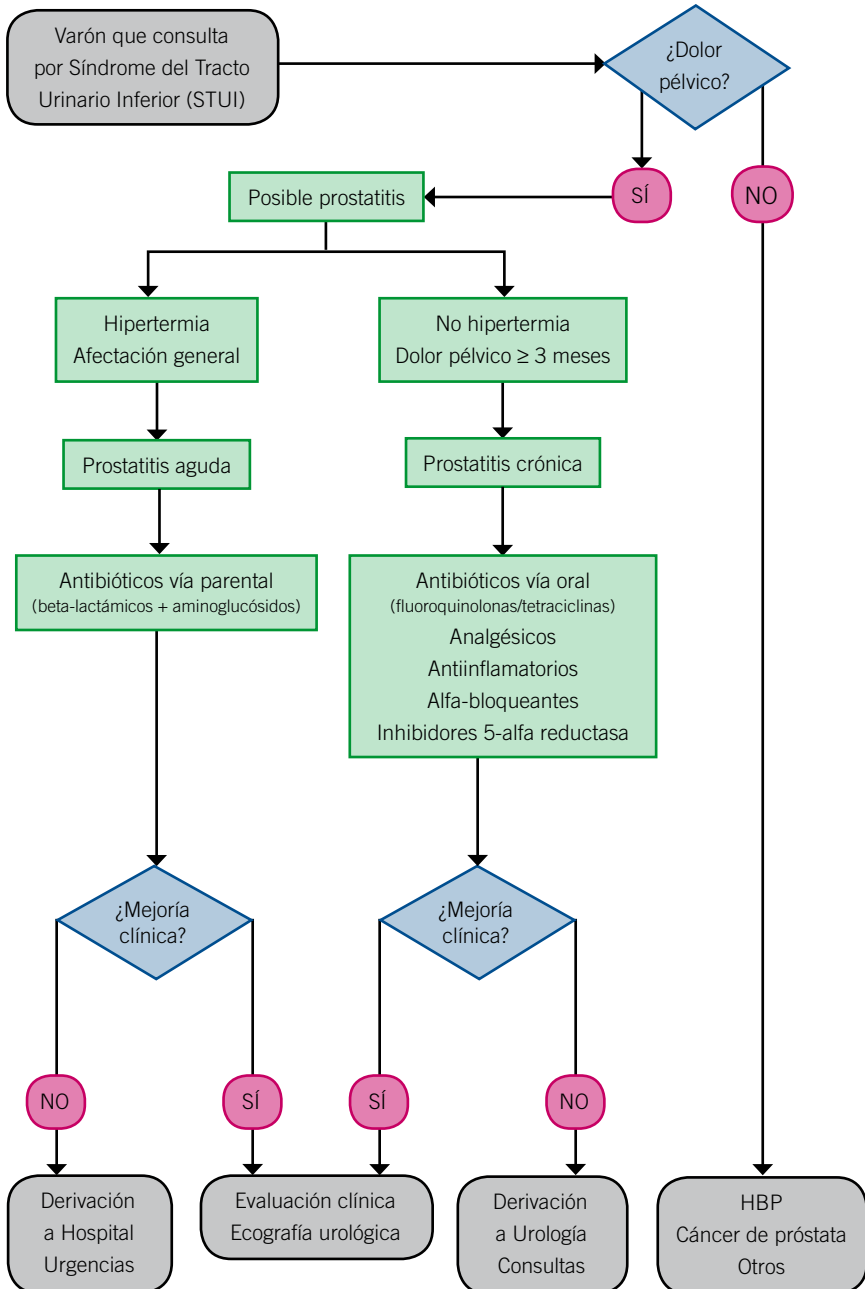 Varón que consulta
por Síndrome del Tracto
Urinario Inferior (STUI)
¿Dolor
pélvico?
SÍ
NO
Posible prostatitis
Hipertermia
Afectación general
No hipertermia
Dolor pélvico ≥ 3 meses
Prostatitis aguda
Prostatitis crónica
Antibióticos vía parental
(beta-lactámicos + aminoglucósidos)
Antibióticos vía oral
(fluoroquinolonas/tetraciclinas)
Analgésicos
Antiinflamatorios
Alfa-bloqueantes
Inhibidores 5-alfa reductasa
¿Mejoría
clínica?
¿Mejoría
clínica?
NO
SÍ
SÍ
NO
Derivación
a Hospital
Urgencias
Evaluación clínica
Ecografía urológica
Derivación
a Urología
Consultas
HBP
Cáncer de próstata
Otros